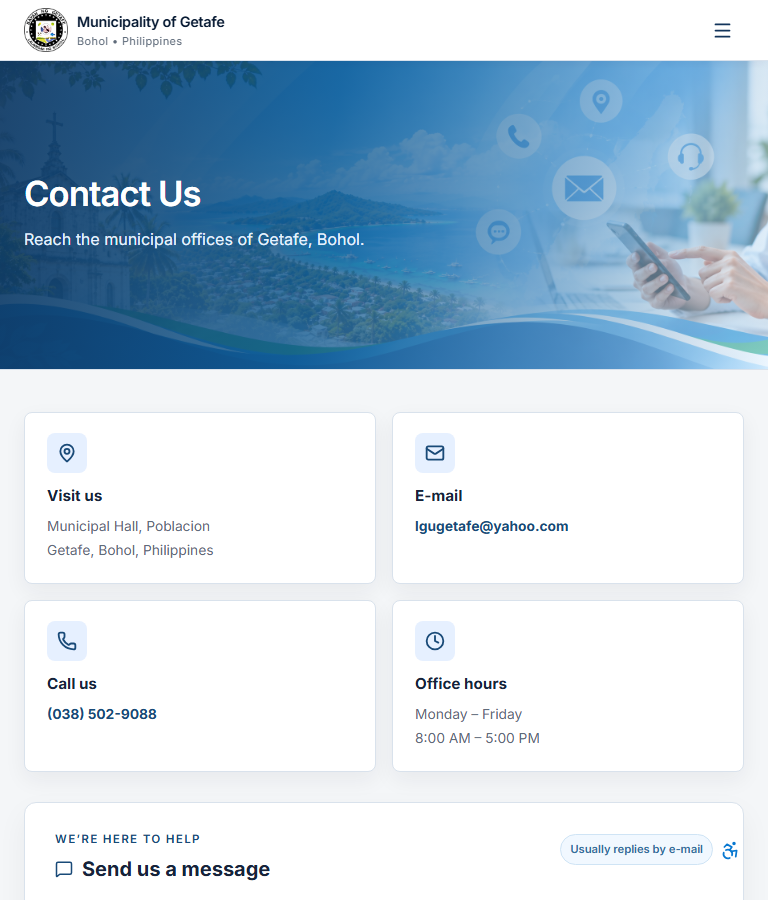 Municipality of Getafe
Bohol • Philippines
Contact Us
Reach the municipal offices of Getafe, Bohol.
Visit us
Municipal Hall, Poblacion
Getafe, Bohol, Philippines
E-mail
lgugetafe@yahoo.com
Call us
(038) 502-9088
Office hours
Monday – Friday
8:00 AM – 5:00 PM
WE'RE HERE TO HELP
Send us a message
Usually replies by e-mail